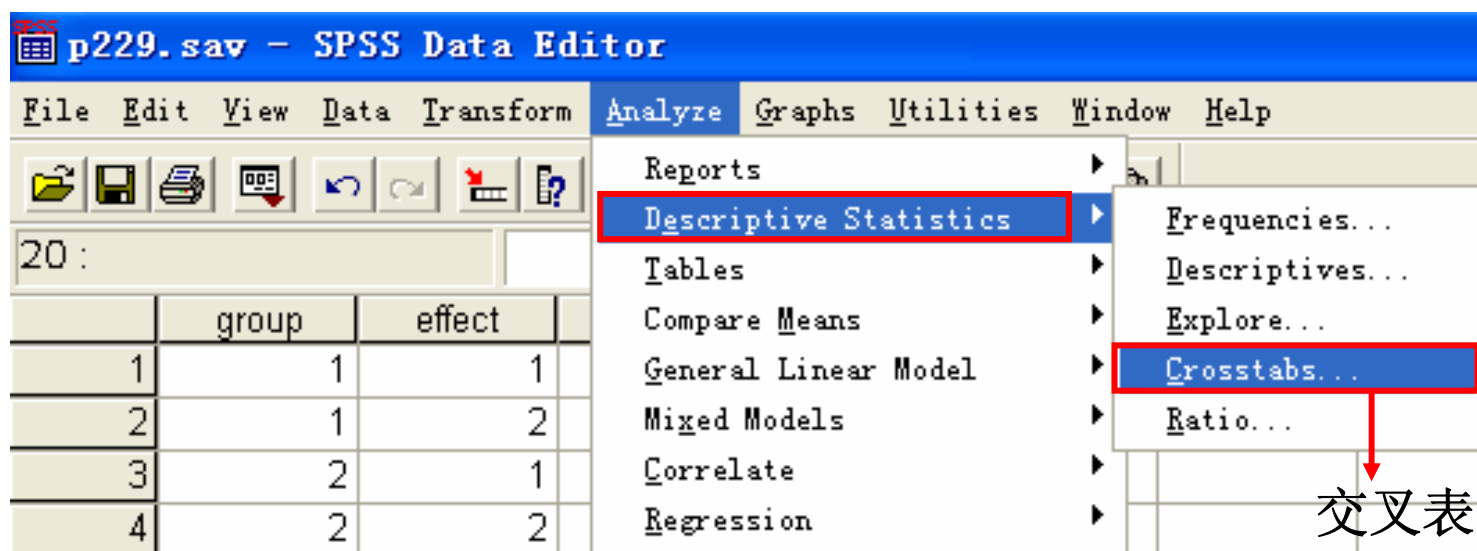 SPSS
p229.sav - SPSS Data Editor
File Edit View Data Transform Analyze Graphs Utilities Window Help
Reports
Descriptive Statistics
Tables
Compare Means
General Linear Model
Mixed Models
Correlate
Regression
Frequencies...
Descriptives...
Explore...
Crosstabs...
Ratio...
交叉表
20 :
group effect
1 1 1
2 1 2
3 2 1
4 2 2